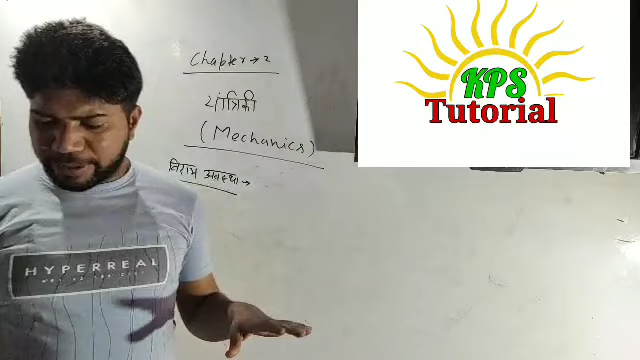 Chapter → 2
यांत्रिकी
(Mechanics)
विराम अवस्था →
KPS
Tutorial
HYPERREAL